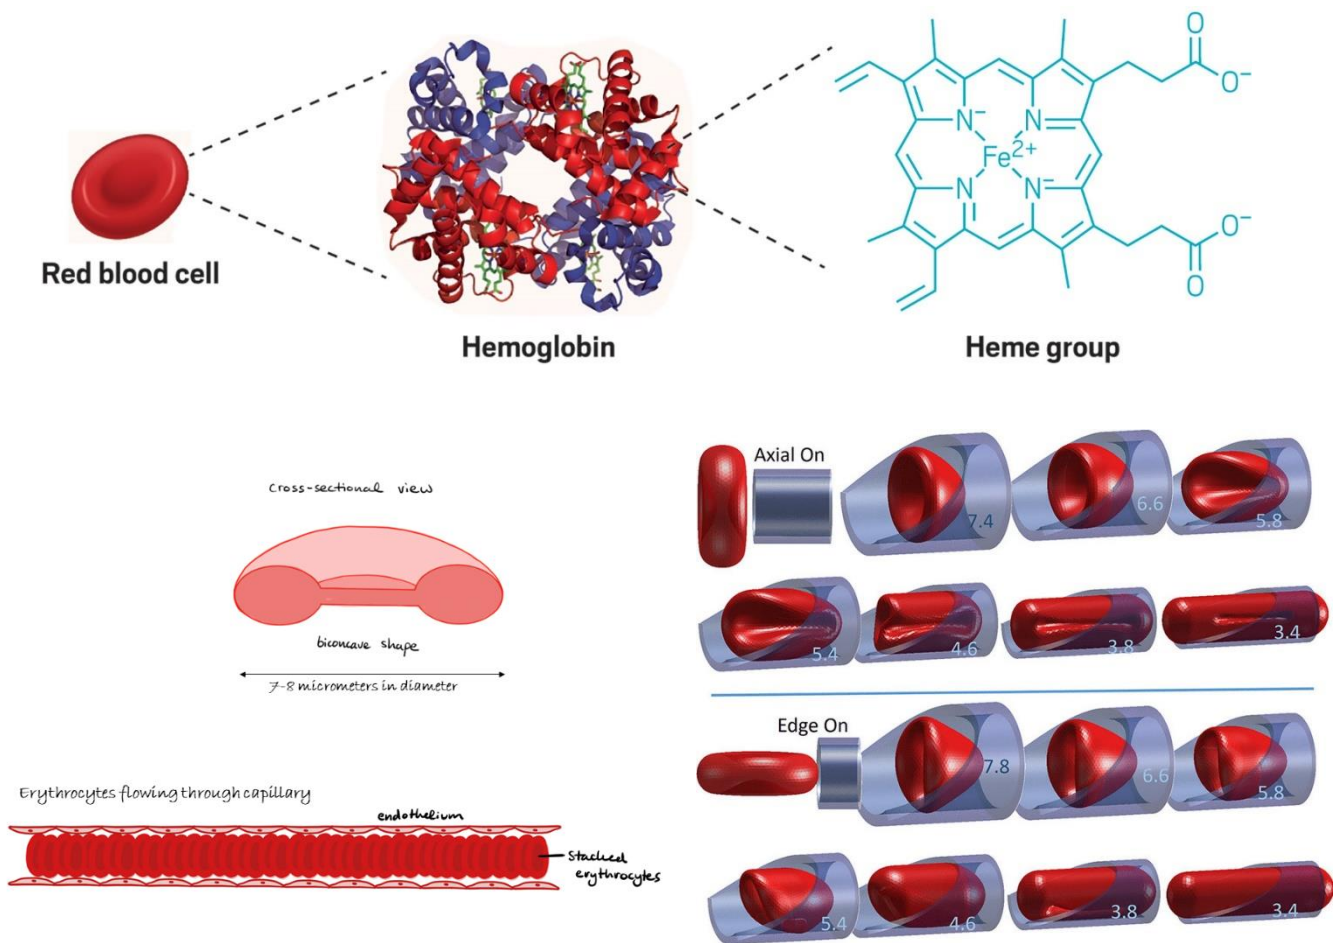 O
O⁻
N⁻
N
Fe²⁺
N
N⁻
O⁻
O
Red blood cell
Hemoglobin
Heme group
Cross-sectional view
biconcave shape
7-8 micrometers in diameter
Erythrocytes flowing through capillary
endothelium
Stacked
erythrocytes
Axial On
7.4
6.6
5.8
5.4
4.6
3.8
3.4
Edge On
7.8
6.6
5.8
5.4
4.6
3.8
3.4